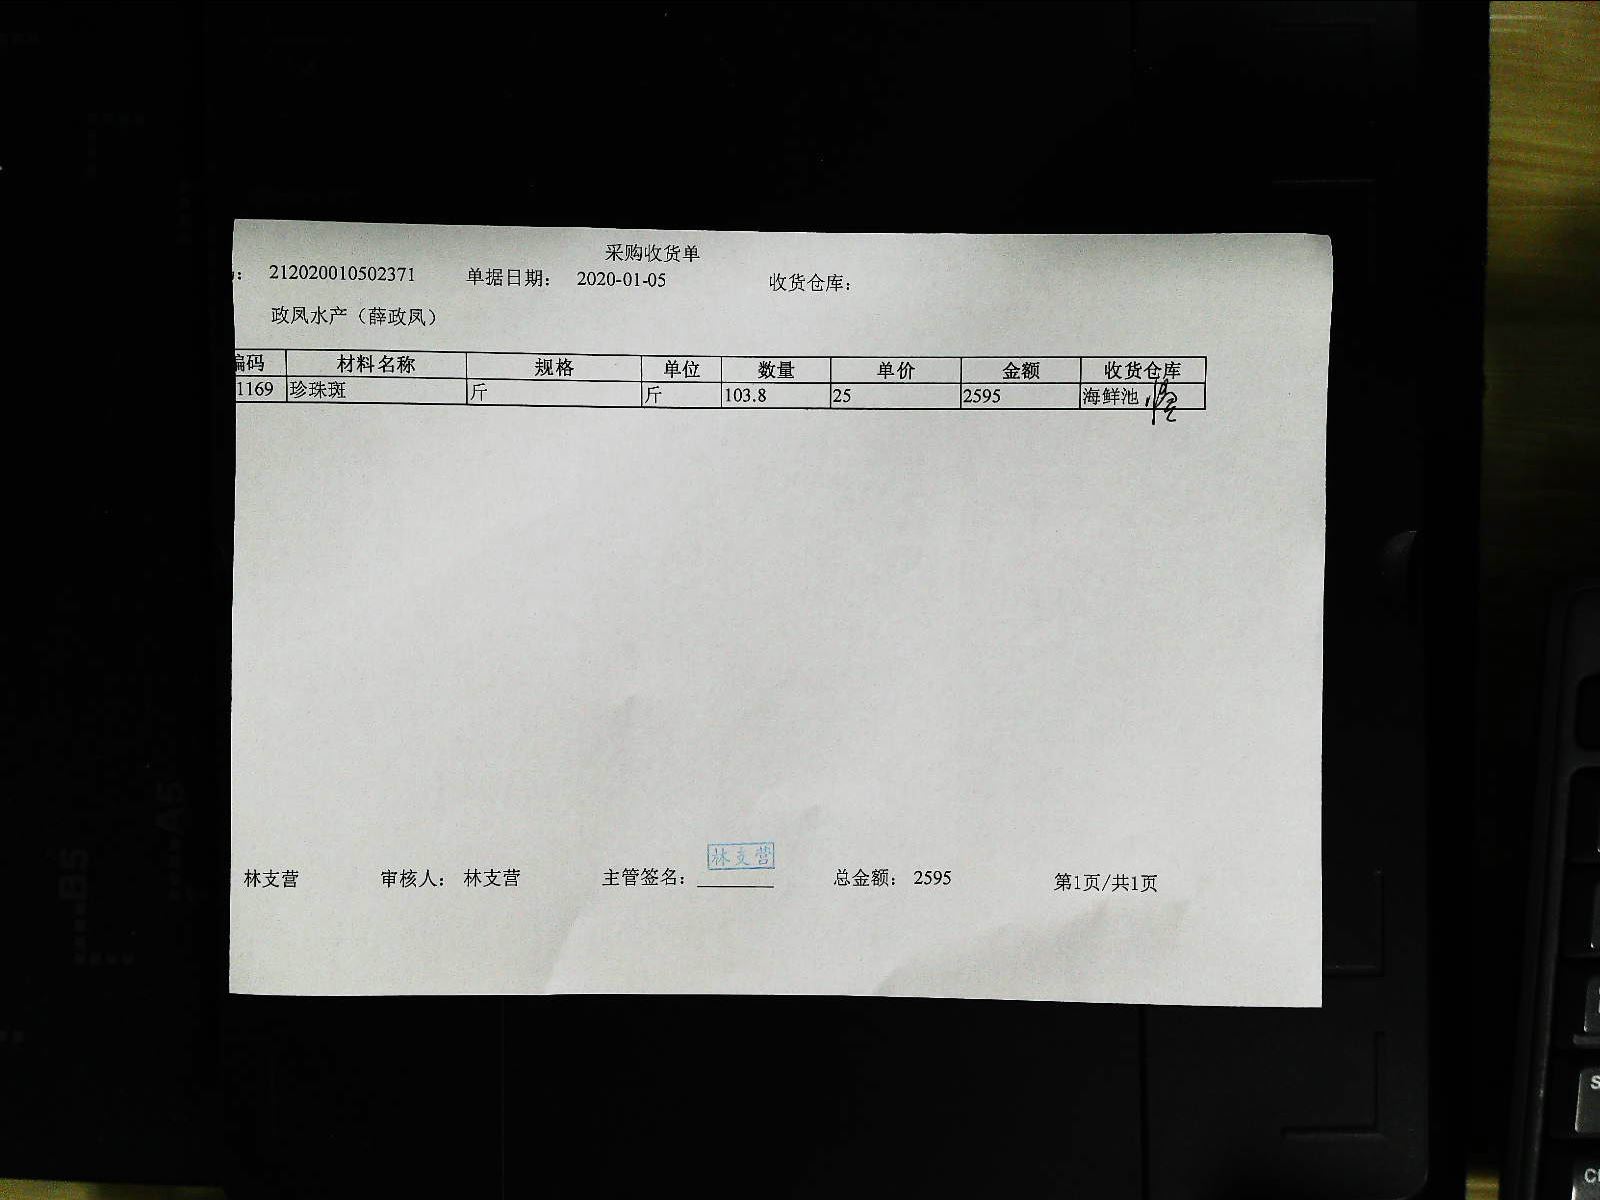 采购收货单
: 212020010502371 单据日期: 2020-01-05 收货仓库:
政凤水产（薛政凤）
编码 材料名称 规格 单位 数量 单价 金额 收货仓库
1169 珍珠斑 斤 斤 103.8 25 2595 海鲜池
林支营
林支营 审核人: 林支营 主管签名: 总金额: 2595 第1页/共1页
B5
A5